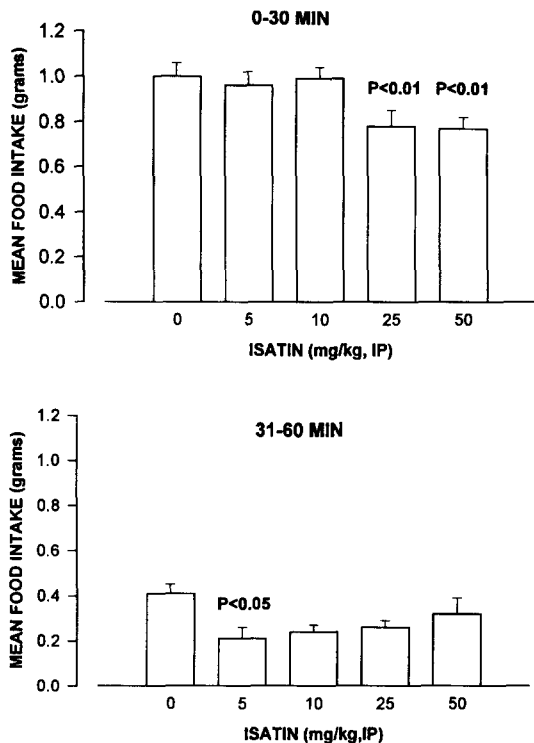 0-30 MIN
MEAN FOOD INTAKE (grams)
1.2
1.0
0.8
0.6
0.4
0.2
0.0
P<0.01 P<0.01
0 5 10 25 50
ISATIN (mg/kg, IP)
31-60 MIN
MEAN FOOD INTAKE (grams)
1.2
1.0
0.8
0.6
0.4
0.2
0.0
P<0.05
0 5 10 25 50
ISATIN (mg/kg,IP)